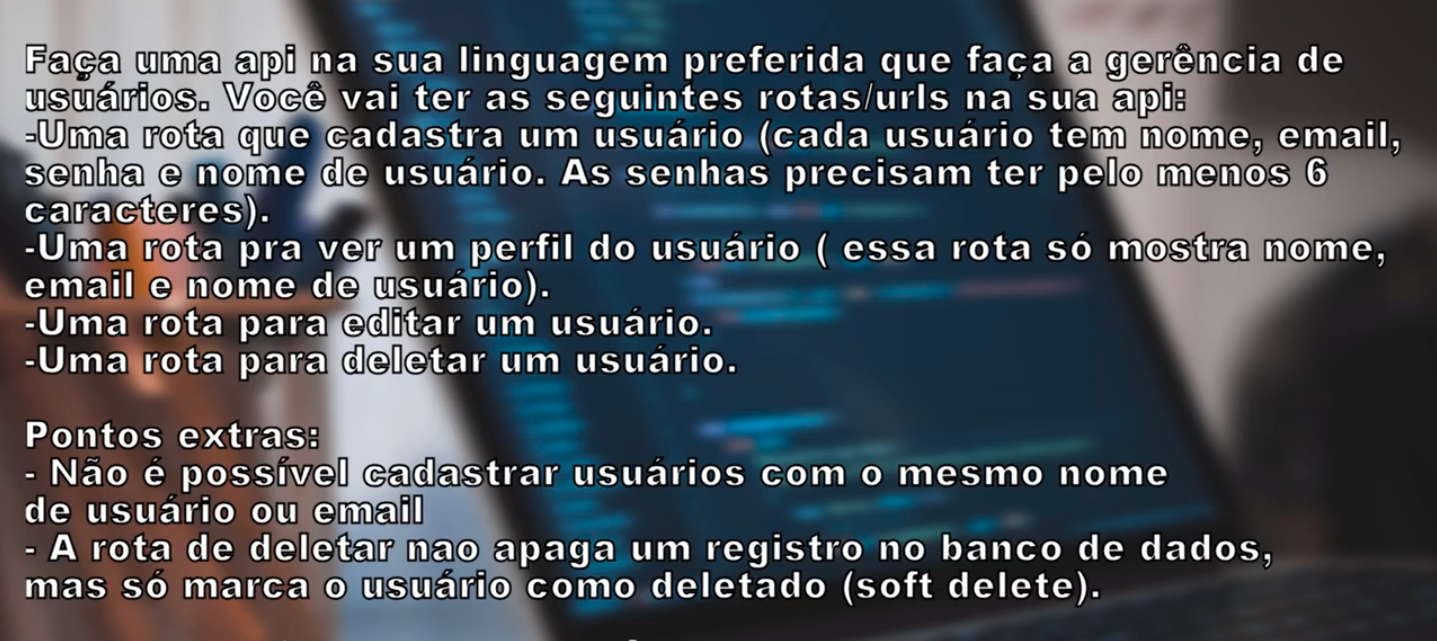 Faça uma api na sua linguagem preferida que faça a gerência de
usuários. Você vai ter as seguintes rotas/urls na sua api:
-Uma rota que cadastra um usuário (cada usuário tem nome, email,
senha e nome de usuário. As senhas precisam ter pelo menos 6
caracteres).
-Uma rota pra ver um perfil do usuário ( essa rota só mostra nome,
email e nome de usuário).
-Uma rota para editar um usuário.
-Uma rota para deletar um usuário.
Pontos extras:
- Não é possível cadastrar usuários com o mesmo nome
de usuário ou email
- A rota de deletar nao apaga um registro no banco de dados,
mas só marca o usuário como deletado (soft delete).